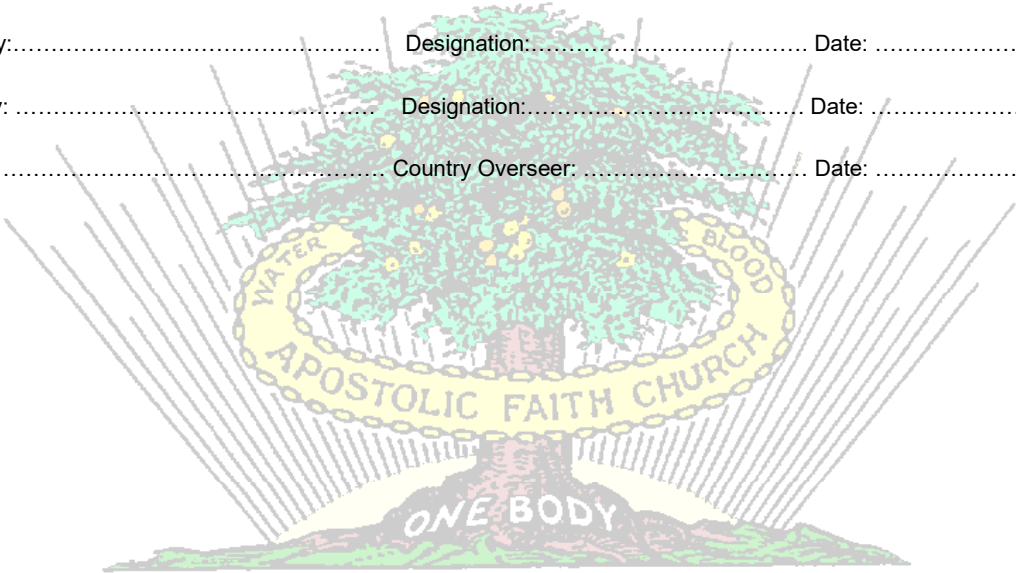 y:…………………………………………………… Designation:……………………………………… Date: …………………
y: …………………………………………………… Designation:……………………………………… Date: …………………
……………………………………………………… Country Overseer: ……………………………… Date: …………………
WATER
BLOOD
APOSTOLIC FAITH CHURCH
ONE BODY